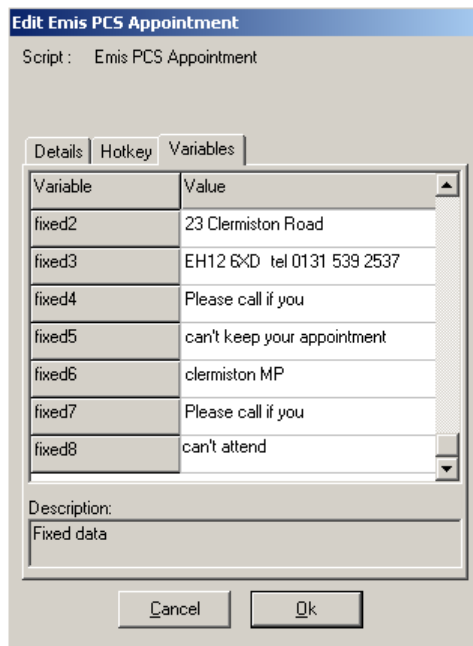 Edit Emis PCS Appointment
Script : Emis PCS Appointment
Details Hotkey Variables
Variable Value
fixed2 23 Clermiston Road
fixed3 EH12 6XD tel 0131 539 2537
fixed4 Please call if you
fixed5 can't keep your appointment
fixed6 clermiston MP
fixed7 Please call if you
fixed8 can't attend
Description:
Fixed data
Cancel Ok